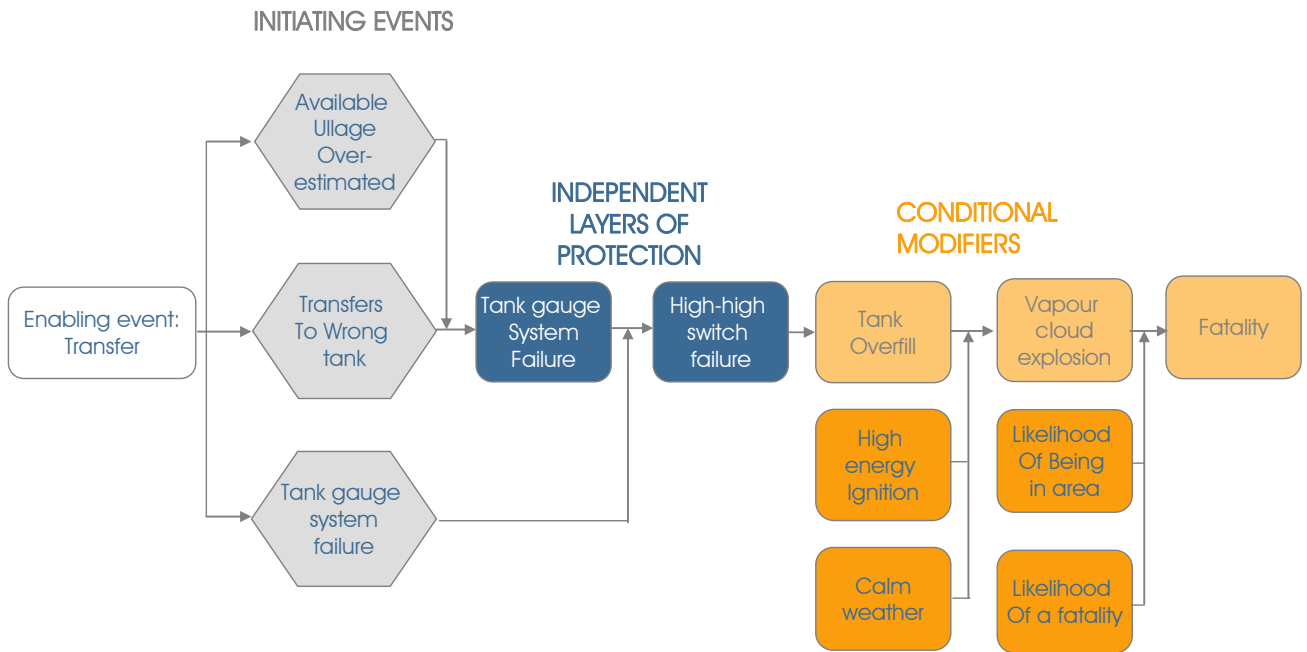 INITIATING EVENTS
Available
Ullage
Over-
estimated
INDEPENDENT
LAYERS OF
PROTECTION
CONDITIONAL
MODIFIERS
Enabling event:
Transfer
Transfers
To Wrong
tank
Tank gauge
System
Failure
High-high
switch
failure
Tank
Overfill
Vapour
cloud
explosion
Fatality
Tank gauge
system
failure
High
energy
Ignition
Likelihood
Of Being
in area
Calm
weather
Likelihood
Of a fatality